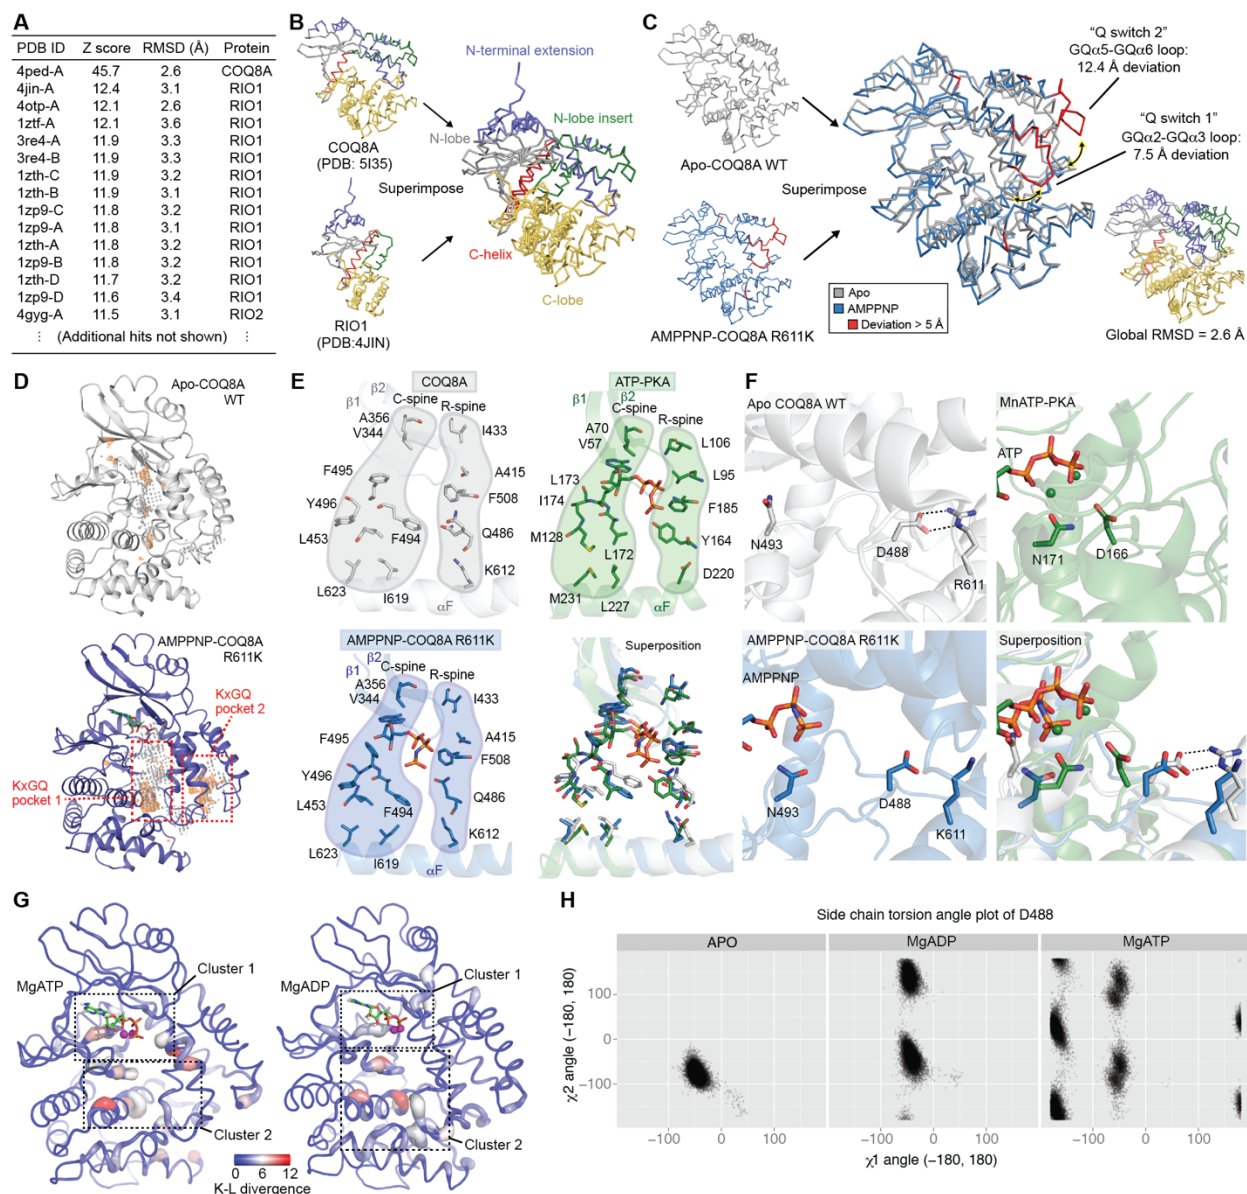 A
PDB ID Z score RMSD (Å) Protein
4ped-A 45.7 2.6 COQ8A
4jin-A 12.4 3.1 RIO1
4otp-A 12.1 2.6 RIO1
1ztf-A 12.1 3.6 RIO1
3re4-A 11.9 3.3 RIO1
3re4-B 11.9 3.3 RIO1
1zth-C 11.9 3.2 RIO1
1zth-B 11.9 3.1 RIO1
1zp9-C 11.8 3.2 RIO1
1zp9-A 11.8 3.1 RIO1
1zth-A 11.8 3.2 RIO1
1zp9-B 11.8 3.2 RIO1
1zth-D 11.7 3.2 RIO1
1zp9-D 11.6 3.4 RIO1
4gyg-A 11.5 3.1 RIO2
⋮ (Additional hits not shown) ⋮
B
N-terminal extension
N-lobe insert
N-lobe
COQ8A
(PDB: 5I35)
Superimpose
C-helix
C-lobe
RIO1
(PDB:4JIN)
C
Apo-COQ8A WT
Superimpose
AMPPNP-COQ8A R611K
Apo
AMPPNP
Deviation > 5 Å
“Q switch 2”
GQα5-GQα6 loop:
12.4 Å deviation
“Q switch 1”
GQα2-GQα3 loop:
7.5 Å deviation
Global RMSD = 2.6 Å
D
Apo-COQ8A
WT
AMPPNP-COQ8A
R611K
KxGQ
pocket 2
KxGQ
pocket 1
E
COQ8A
β2
β1
C-spine
R-spine
A356
V344
I433
F495
A415
F508
Y496
L453
F494
Q486
K612
L623
I619
αF
ATP-PKA
β1
β2
C-spine
R-spine
A70
V57
L106
L173
L95
I174
F185
M128
Y164
L172
D220
M231
L227
αF
AMPPNP-COQ8A R611K
β2
β1
C-spine
R-spine
A356
V344
I433
F495
A415
F508
Y496
L453
Q486
F494
K612
L623
I619
αF
Superposition
F
Apo COQ8A WT
N493
D488
R611
MnATP-PKA
ATP
N171
D166
AMPPNP-COQ8A R611K
AMPPNP
N493
D488
K611
Superposition
G
MgATP
Cluster 1
Cluster 2
MgADP
Cluster 1
Cluster 2
0 6 12
K-L divergence
H
Side chain torsion angle plot of D488
APO MgADP MgATP
χ2 angle (−180, 180)
100
0
−100
−100 0 100 −100 0 100 −100 0 100
χ1 angle (−180, 180)